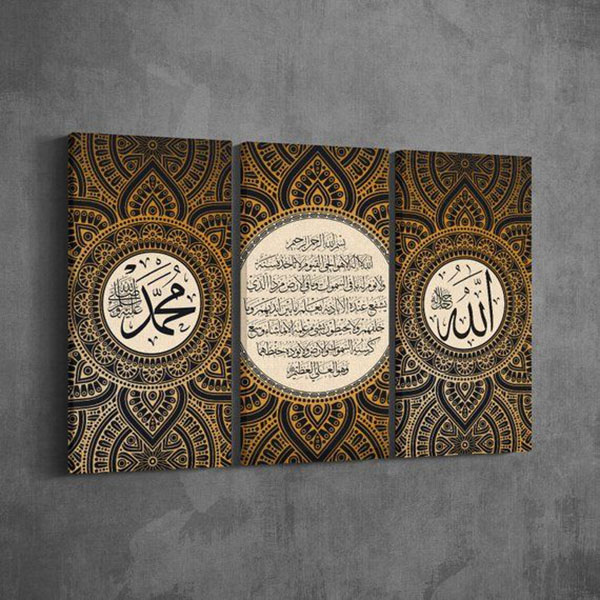 الله
جل جلاله
بسم الله الرحمن الرحيم
الله لا إله إلا هو الحي القيوم لا تأخذه سنة
ولا نوم له ما في السموات وما في الأرض من ذا الذي
يشفع عنده إلا بإذنه يعلم ما بين أيديهم وما
خلفهم ولا يحيطون بشيء من علمه إلا بما شاء وسع
كرسيه السموات والأرض ولا يؤده حفظهما
وهو العلي العظيم
محمد
صلى الله عليه وسلم